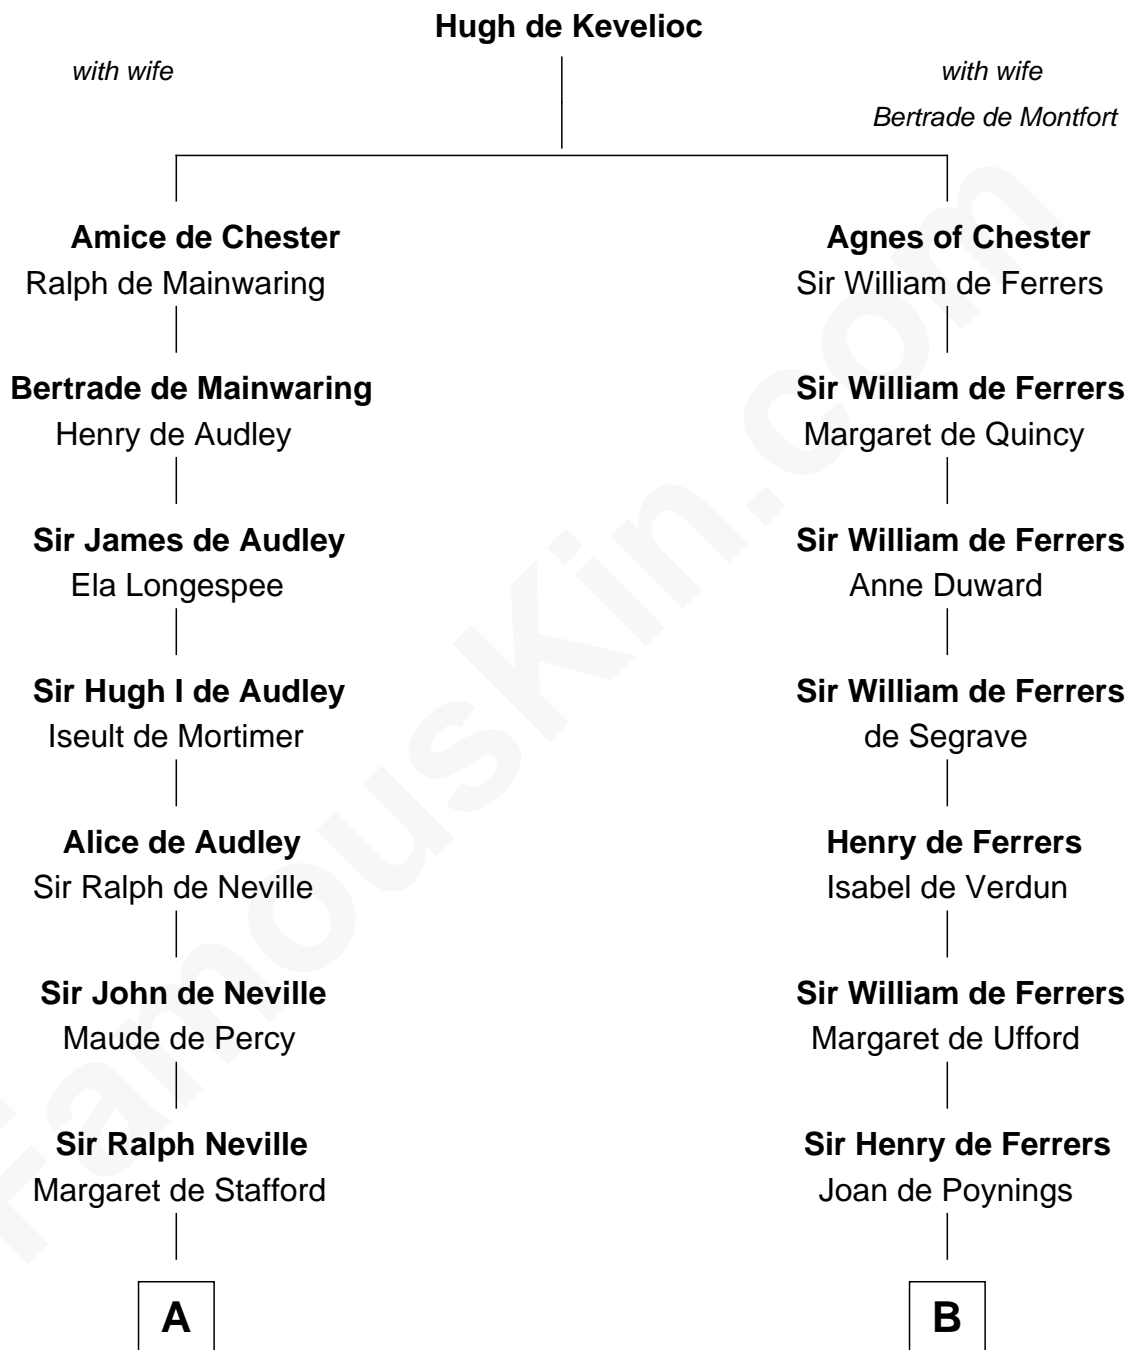 Hugh de Kevelioc
with wife
with wife
Bertrade de Montfort
Amice de Chester
Ralph de Mainwaring
Agnes of Chester
Sir William de Ferrers
Bertrade de Mainwaring
Henry de Audley
Sir William de Ferrers
Margaret de Quincy
Sir James de Audley
Ela Longespee
Sir William de Ferrers
Anne Duward
Sir Hugh I de Audley
Iseult de Mortimer
Sir William de Ferrers
de Segrave
Alice de Audley
Sir Ralph de Neville
Henry de Ferrers
Isabel de Verdun
Sir John de Neville
Maude de Percy
Sir William de Ferrers
Margaret de Ufford
Sir Ralph Neville
Margaret de Stafford
Sir Henry de Ferrers
Joan de Poynings
A
B
FamousKin.com